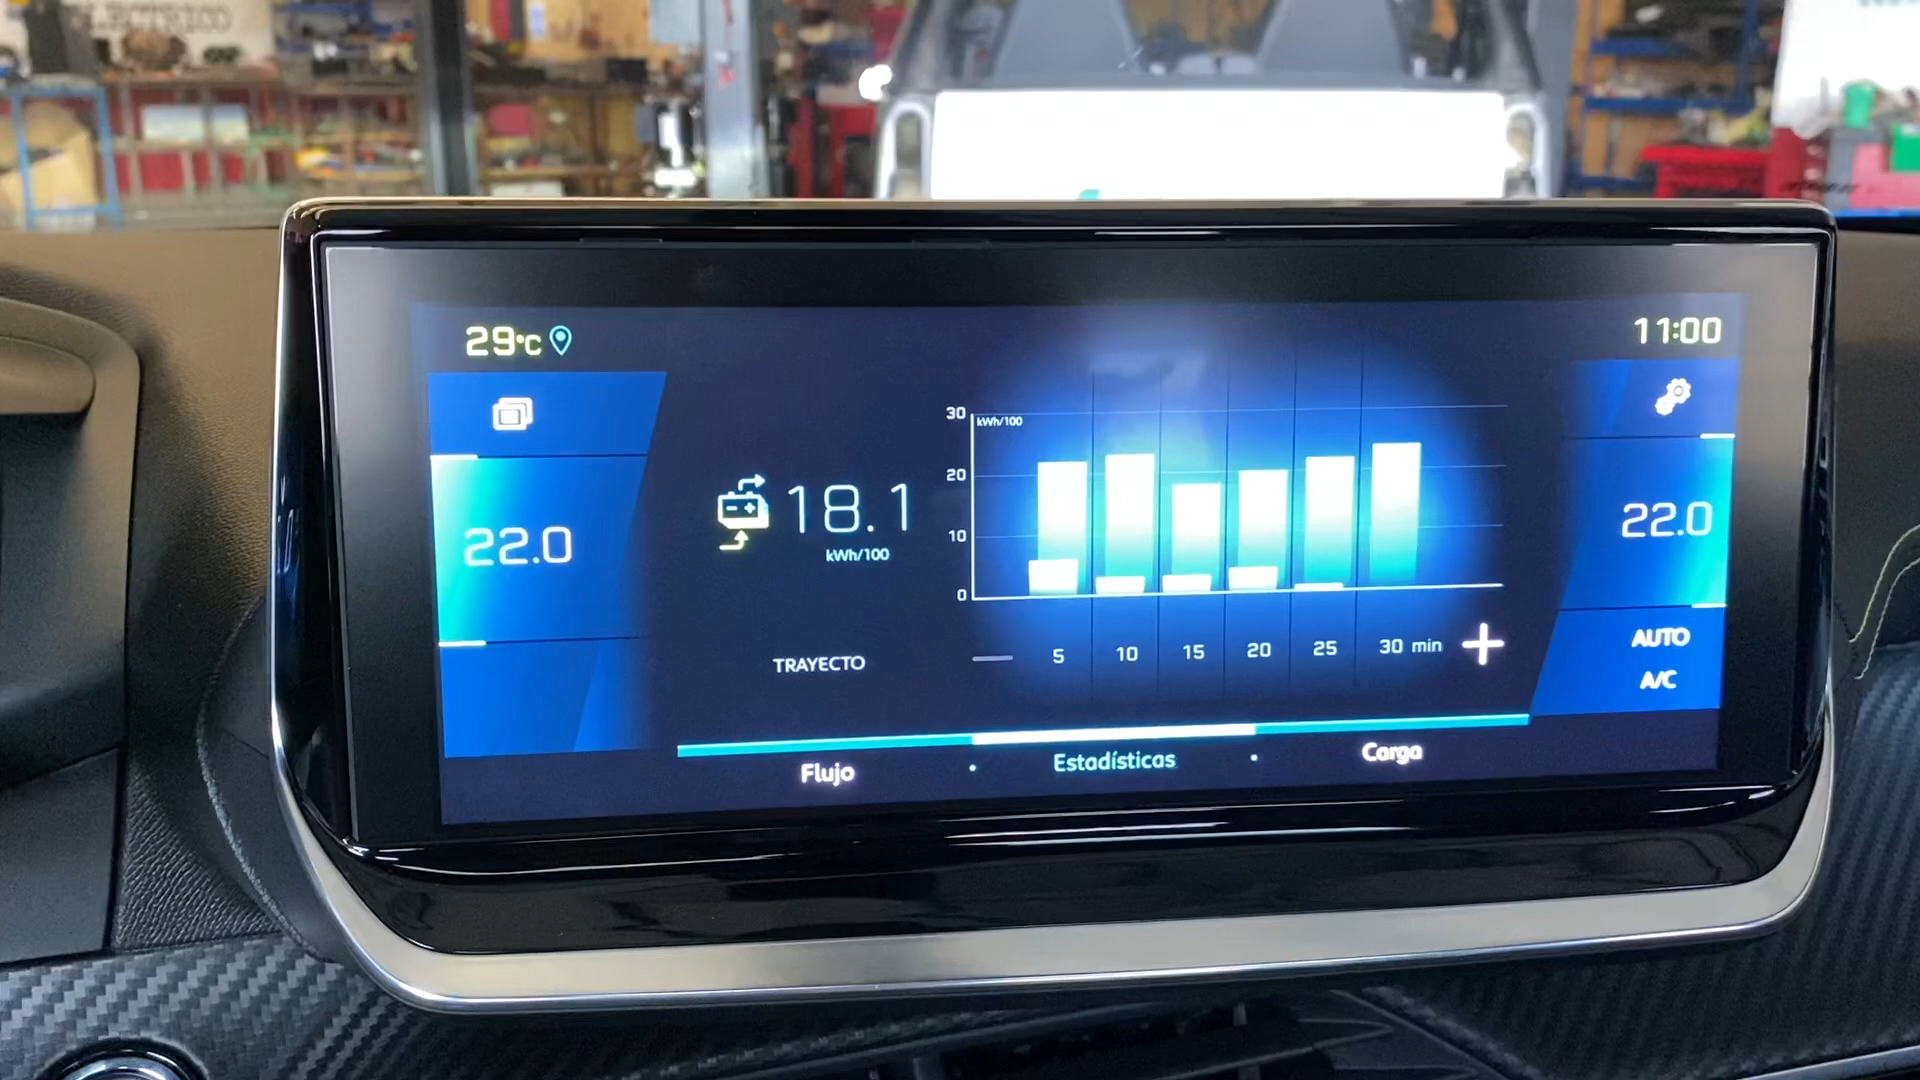 ELECTRICO
29°C
11:00
22.0
18.1
kWh/100
TRAYECTO
30
kWh/100
20
10
0
5 10 15 20 25 30 min
22.0
AUTO
A/C
Flujo • Estadísticas • Carga